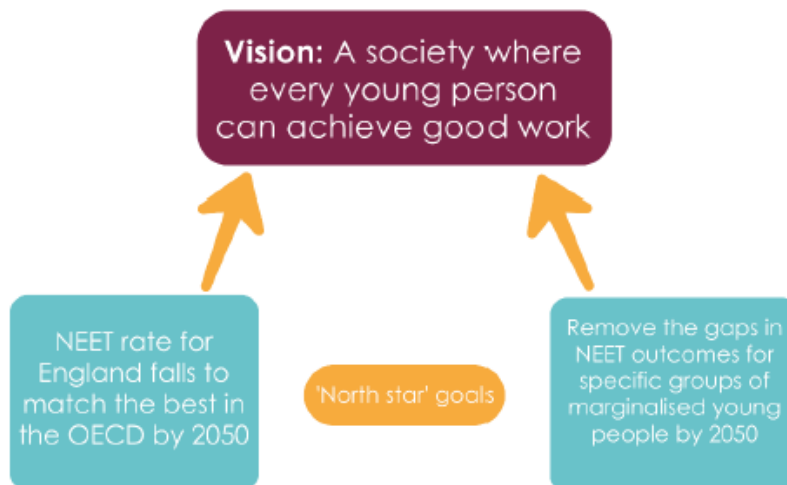 Vision: A society where
every young person
can achieve good work
NEET rate for
England falls to
match the best in
the OECD by 2050
'North star' goals
Remove the gaps in
NEET outcomes for
specific groups of
marginalised young
people by 2050